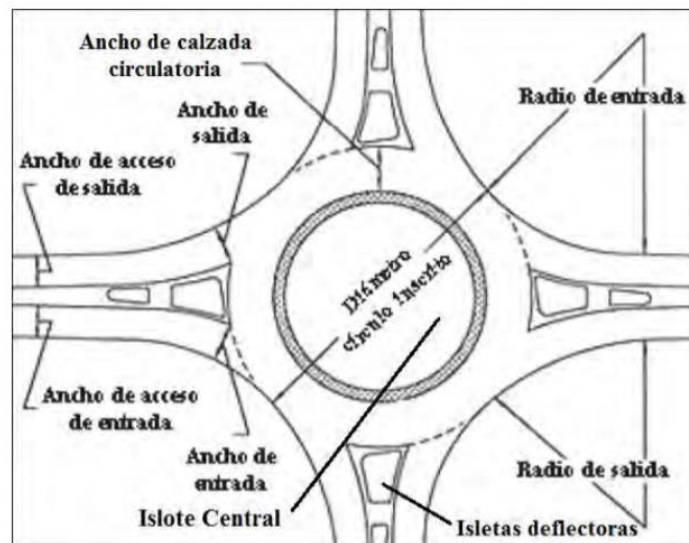 Ancho de calzada
circulatoria
Radio de entrada
Ancho de
salida
Ancho de acceso
de salida
Diámetro
círculo inscrito
Ancho de acceso
de entrada
Ancho de
entrada
Radio de salida
Islote Central
Isletas deflectoras